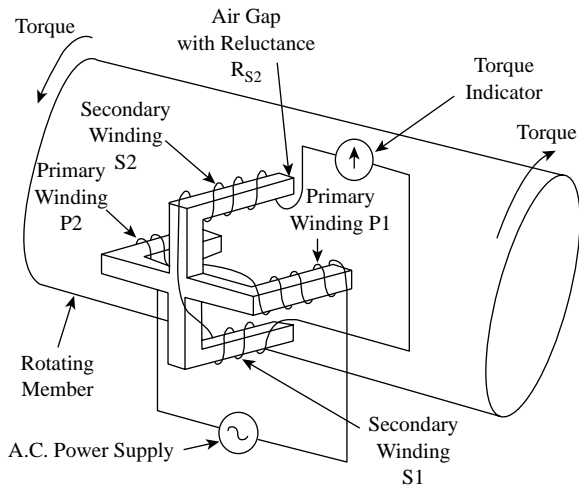 Torque
Air Gap
with Reluctance
R_S2
Torque
Indicator
Secondary
Winding
S2
Torque
Primary
Winding
P2
Primary
Winding P1
Rotating
Member
A.C. Power Supply
Secondary
Winding
S1